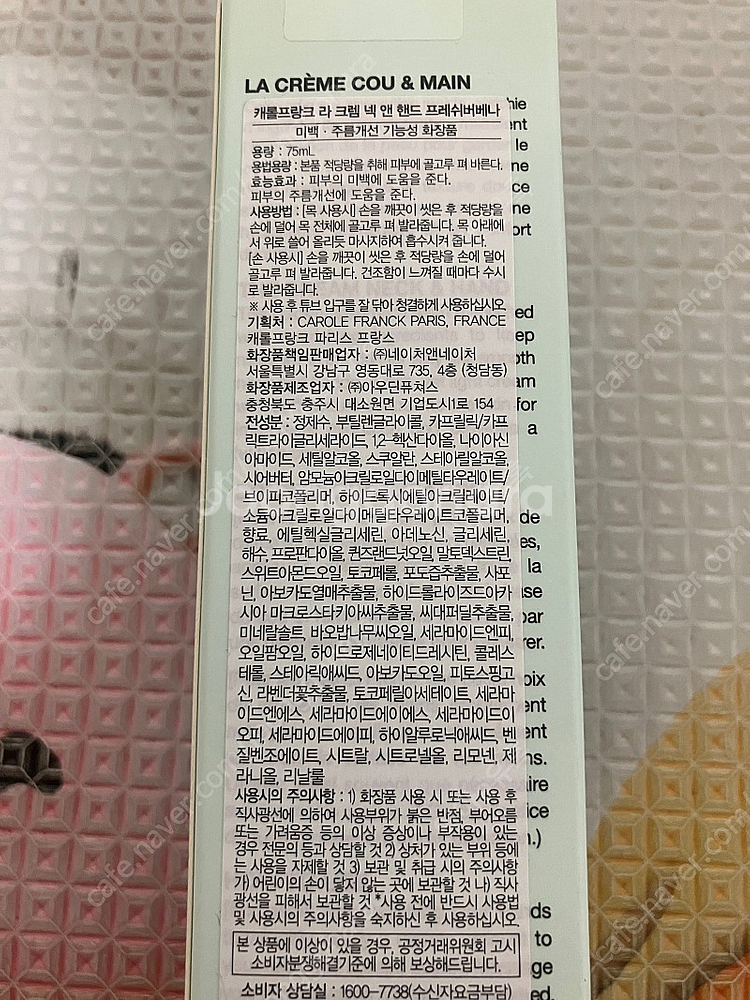 LA CRÈME COU & MAIN
캐롤프랑크 라 크렘 넥 앤 핸드 프레쉬버베나
미백 · 주름개선 기능성 화장품
용량 : 75mL
용법용량 : 본품 적당량을 취해 피부에 골고루 펴 바른다.
효능효과 : 피부의 미백에 도움을 준다.
피부의 주름개선에 도움을 준다.
사용방법 : [목 사용시] 손을 깨끗이 씻은 후 적당량을
손에 덜어 목 전체에 골고루 펴 발라줍니다. 목 아래에
서 위로 쓸어 올리듯 마사지하여 흡수시켜 줍니다.
[손 사용시] 손을 깨끗이 씻은 후 적당량을 손에 덜어
골고루 펴 발라줍니다. 건조함이 느껴질 때마다 수시
로 발라줍니다.
※ 사용 후 튜브 입구를 잘 닦아 청결하게 사용하십시오
기획처 : CAROLE FRANCK PARIS, FRANCE
캐롤프랑크 파리스 프랑스
화장품책임판매업자 : ㈜네이처앤네이처
서울특별시 강남구 영동대로 735, 4층 (청담동)
화장품제조업자 : ㈜아우딘퓨쳐스
충청북도 충주시 대소원면 기업도시1로 154
전성분 : 정제수, 부틸렌글라이콜, 카프릴릭/카프
릭트라이글리세라이드, 1,2-헥산다이올, 나이아신
아마이드, 세틸알코올, 스쿠알란, 스테아릴알코올,
시어버터, 암모늄아크릴로일다이메틸타우레이트/
브이피코폴리머, 하이드록시에틸아크릴레이트/
소듐아크릴로일다이메틸타우레이트코폴리머,
향료, 에틸헥실글리세린, 아데노신, 글리세린,
해수, 프로판다이올, 퀸즈랜드넛오일, 말토덱스트린,
스위트아몬드오일, 토코페롤, 포도즙추출물, 사포
닌, 아보카도열매추출물, 하이드롤라이즈드아카
시아 마크로스타키아씨추출물, 씨대퍼딜추출물,
미네랄솔트, 바오밥나무씨오일, 세라마이드엔피,
오일팜오일, 하이드로제네이티드레시틴, 콜레스
테롤, 스테아릭애씨드, 아보카도오일, 피토스핑고
신, 라벤더꽃추출물, 토코페릴아세테이트, 세라마
이드엔에스, 세라마이드에이에스, 세라마이드이
오피, 세라마이드에이피, 하이알루로닉애씨드, 벤
질벤조에이트, 시트랄, 시트로넬올, 리모넨, 제
라니올, 리날룰
사용시의 주의사항 : 1) 화장품 사용 시 또는 사용 후
직사광선에 의하여 사용부위가 붉은 반점, 부어오름
또는 가려움증 등의 이상 증상이나 부작용이 있는
경우 전문의 등과 상담할 것 2) 상처가 있는 부위 등에
는 사용을 자제할 것 3) 보관 및 취급 시의 주의사항
가) 어린이의 손이 닿지 않는 곳에 보관할 것 나) 직사
광선을 피해서 보관할 것 *사용 전에 반드시 사용법
및 사용시의 주의사항을 숙지하신 후 사용하십시오
본 상품에 이상이 있을 경우, 공정거래위원회 고시
소비자분쟁해결기준에 의해 보상해드립니다.
소비자 상담실 : 1600-7738(수신자요금부담)